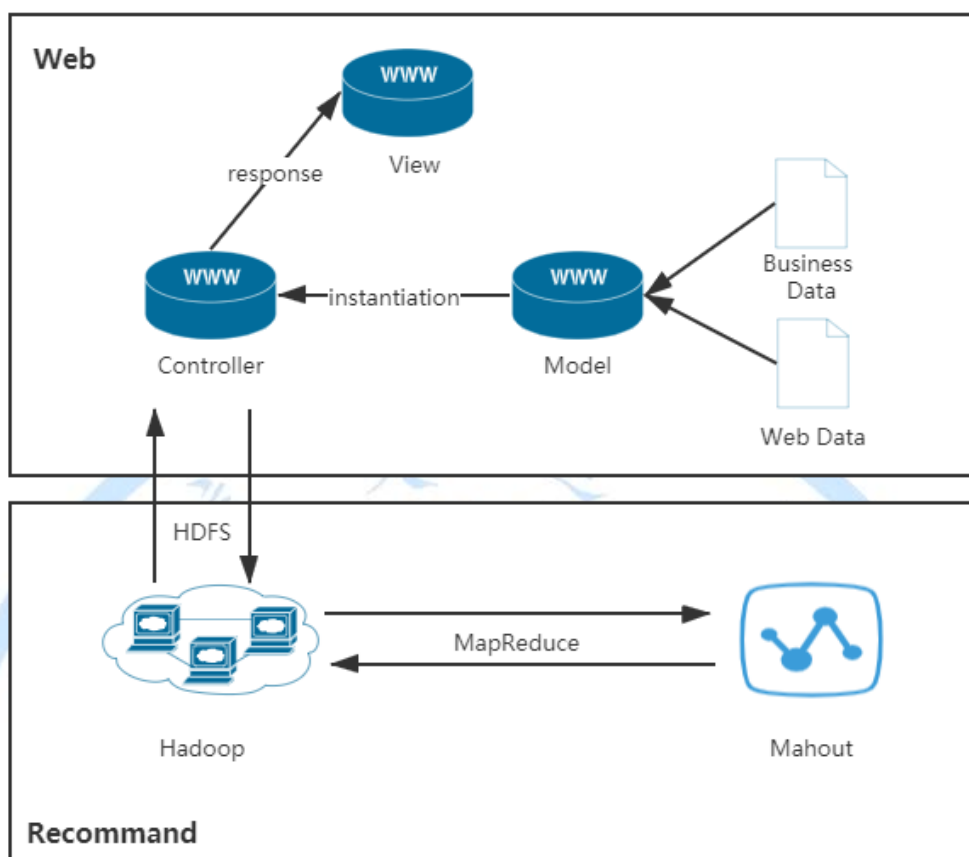 Web
WWW
View
response
WWW
Controller
instantiation
WWW
Model
Business
Data
Web Data
HDFS
MapReduce
Hadoop
Mahout
Recommand